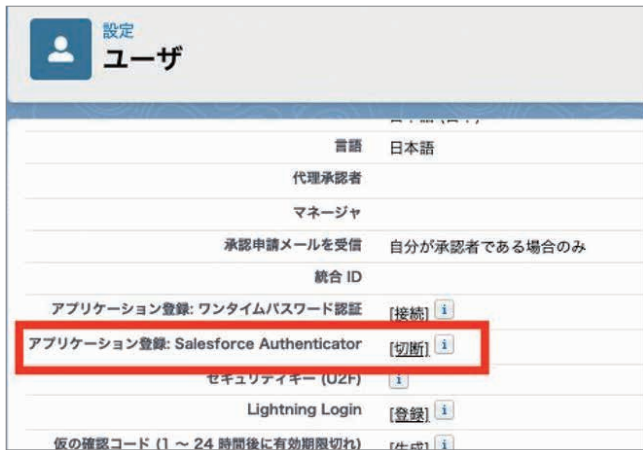 設定
ユーザ
言語 日本語
代理承認者
マネージャ
承認申請メールを受信 自分が承認者である場合のみ
統合 ID
アプリケーション登録: ワンタイムパスワード認証 [接続] i
アプリケーション登録: Salesforce Authenticator [切断] i
セキュリティキー (U2F) i
Lightning Login [登録] i
仮の確認コード (1 ~ 24 時間後に有効期限切れ) [生成] i